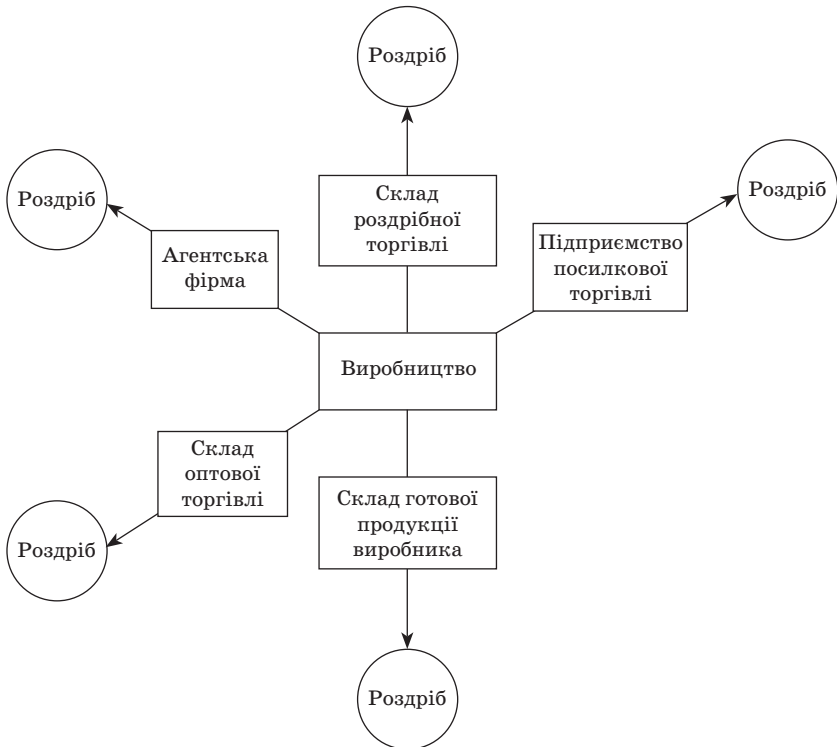 Роздріб
Роздріб
Роздріб
Склад
роздрібної
торгівлі
Агентська
фірма
Підприємство
посилкової
торгівлі
Виробництво
Склад
оптової
торгівлі
Склад готової
продукції
виробника
Роздріб
Роздріб